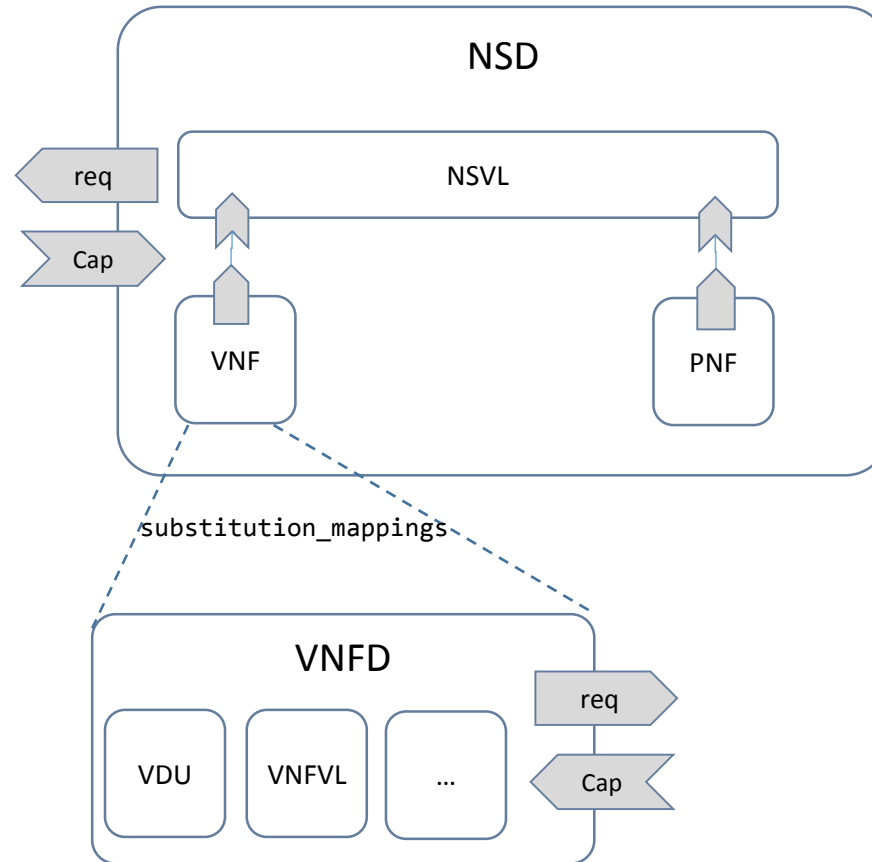 NSD
req
NSVL
Cap
VNF
PNF
substitution_mappings
VNFD
req
VDU
VNFVL
...
Cap